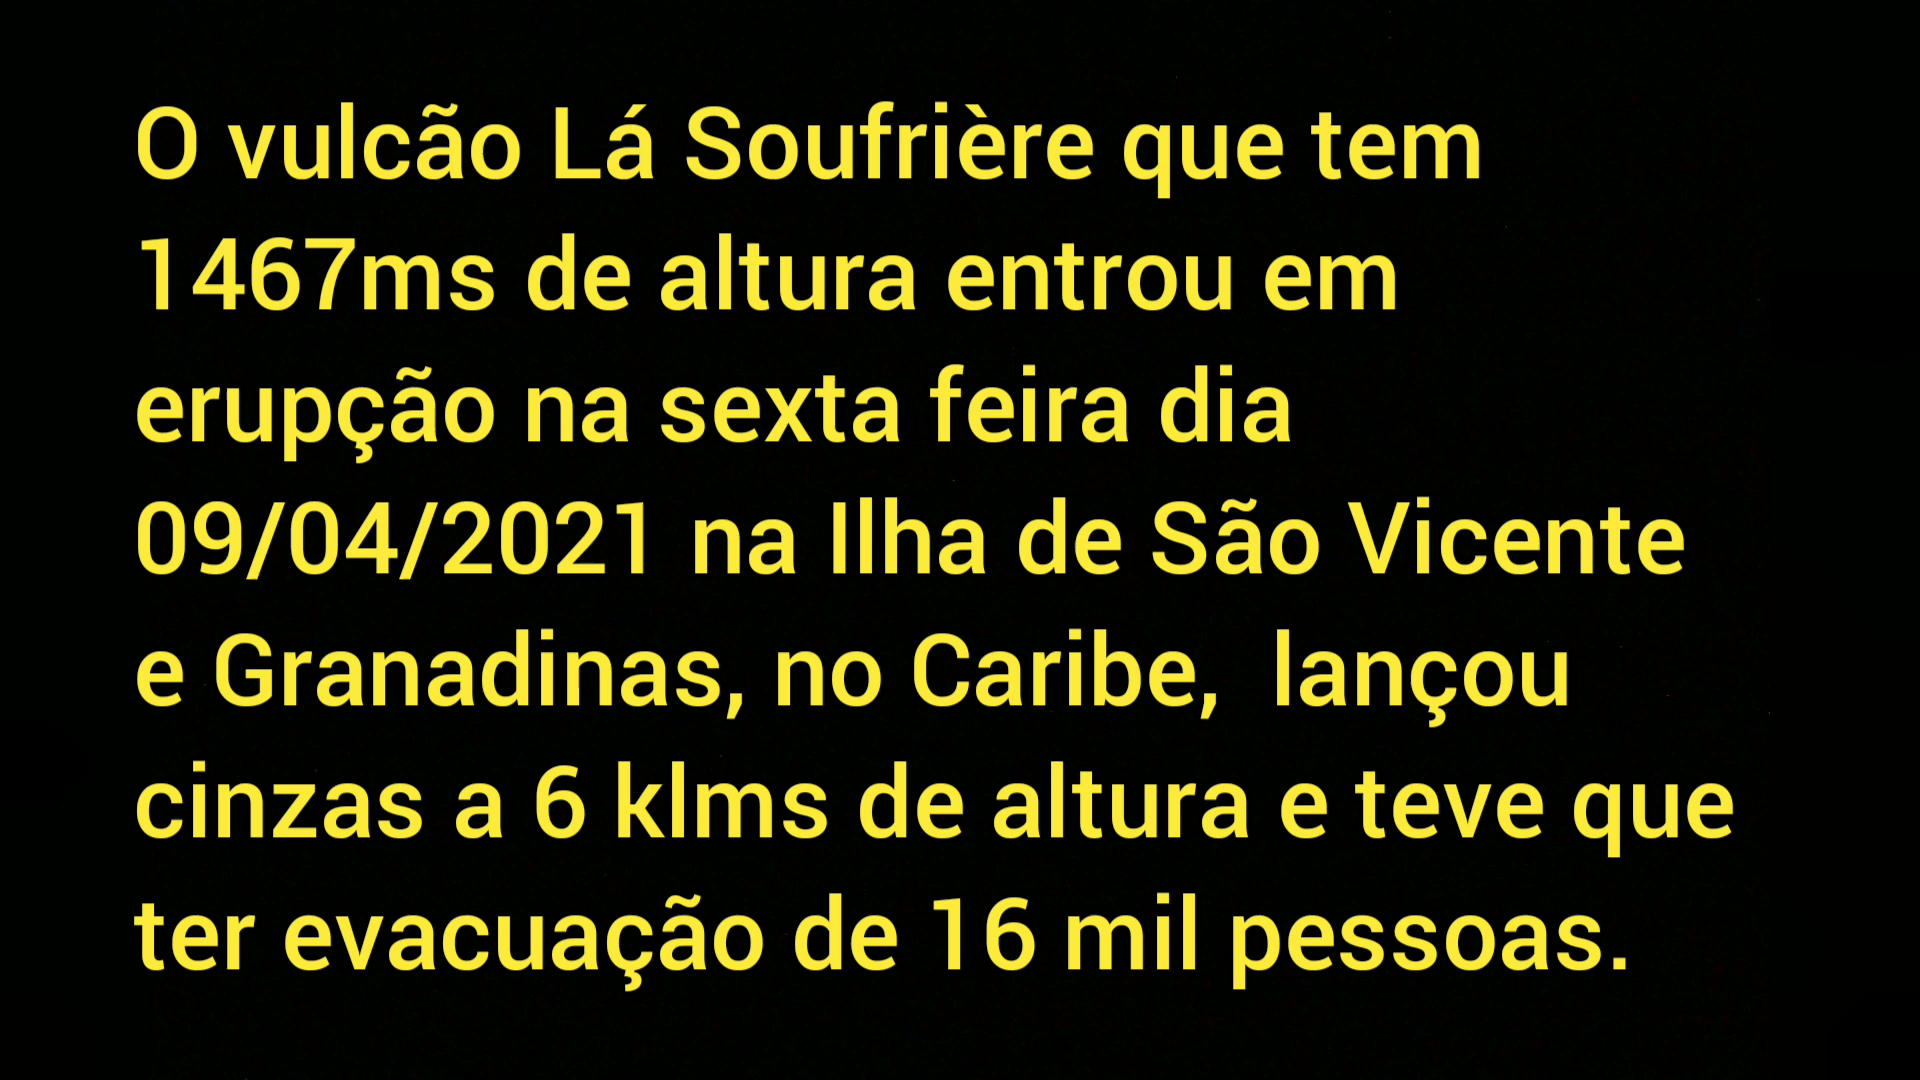 O vulcão Lá Soufrière que tem
1467ms de altura entrou em
erupção na sexta feira dia
09/04/2021 na Ilha de São Vicente
e Granadinas, no Caribe,  lançou
cinzas a 6 klms de altura e teve que
ter evacuação de 16 mil pessoas.